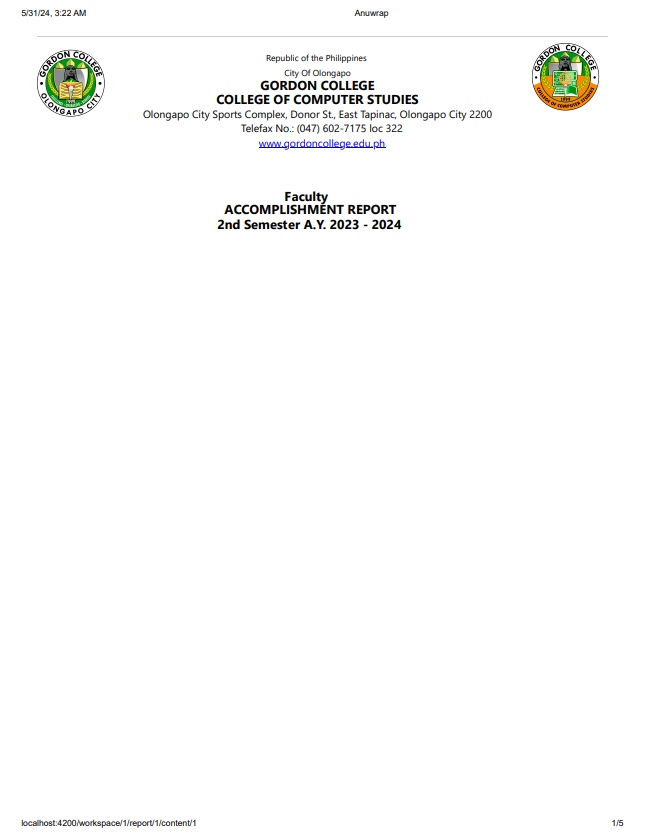 5/31/24, 3:22 AM Anuwrap
GORDON COLLEGE
OLONGAPO CITY
Republic of the Philippines
City Of Olongapo
GORDON COLLEGE
COLLEGE OF COMPUTER STUDIES
Olongapo City Sports Complex, Donor St., East Tapinac, Olongapo City 2200
Telefax No.: (047) 602-7175 loc 322
www.gordoncollege.edu.ph
GORDON COLLEGE
COLLEGE OF COMPUTER STUDIES
1999
Faculty
ACCOMPLISHMENT REPORT
2nd Semester A.Y. 2023 - 2024
localhost:4200/workspace/1/report/1/content/1 1/5